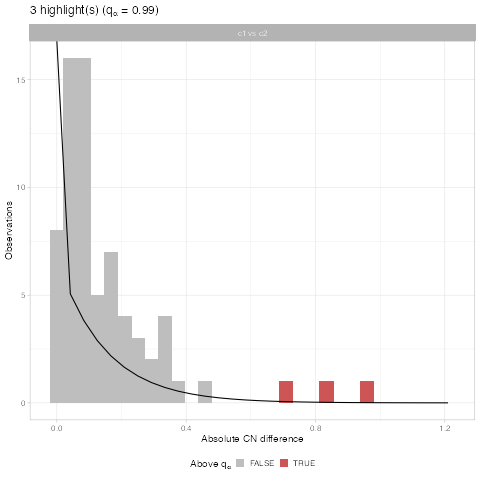 3 highlight(s) (qα = 0.99)
c1 vs c2
15
10
5
0
Observations
0.0 0.4 0.8 1.2
Absolute CN difference
Above qα FALSE TRUE